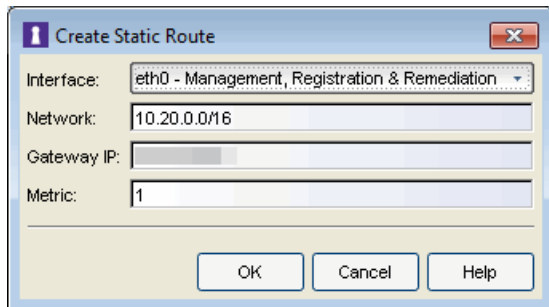 Create Static Route
Interface: eth0 - Management, Registration & Remediation
Network: 10.20.0.0/16
Gateway IP:
Metric: 1
OK Cancel Help